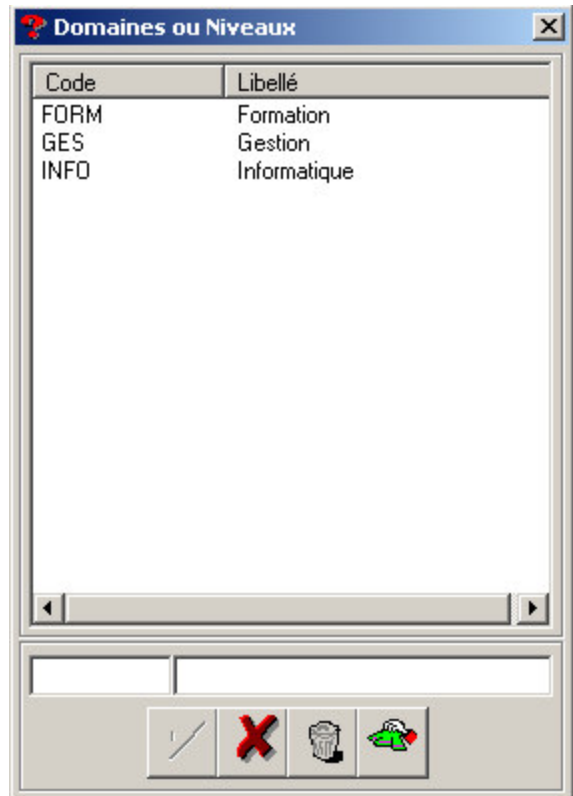 Domaines ou Niveaux
Code Libellé
FORM Formation
GES Gestion
INFO Informatique